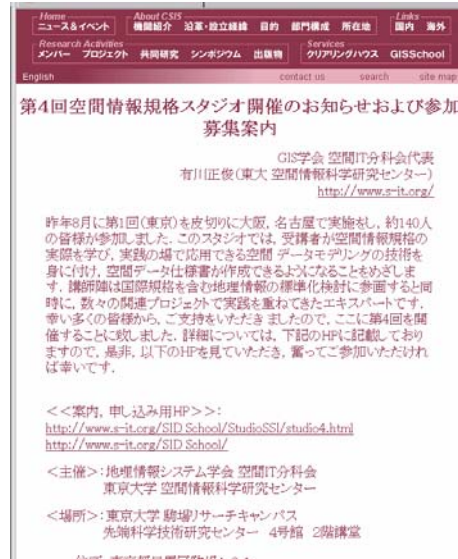 Home
About CSIS
Links
ニュース＆イベント 機関紹介 沿革・設立経緯 目的 部門構成 所在地 国内 海外
Research Activities
Services
メンバー プロジェクト 共同研究 シンポジウム 出版物 クリアリングハウス GISSchool
English contact us search site map
第4回空間情報規格スタジオ開催のお知らせおよび参加
募集案内
GIS学会 空間IT分科会代表
有川正俊(東大 空間情報科学研究センター)
http://www.s-it.org/
昨年8月に第1回(東京)を皮切りに大阪, 名古屋で実施をし, 約140人
の皆様が参加しました. このスタジオでは, 受講者が空間情報規格の
実際を学び, 実践の場で応用できる空間 データモデリングの技術を
身に付け, 空間データ仕様書が作成できるようになることをめざしま
す. 講師陣は国際規格を含む地理情報の標準化検討に参画すると同
時に, 数々の関連プロジェクトで実践を重ねてきたエキスパートです.
幸い多くの皆様から, ご支持をいただき ましたので, ここに第4回を開
催することに致しました. 詳細については, 下記のHPに記載しており
ますので, 是非, 以下のHPを見ていただき, 奮ってご参加いただけれ
ば幸いです.
<<案内, 申し込み用HP>>:
http://www.s-it.org/SID School/StudioSSI/studio4.html
http://www.s-it.org/SID School/
<主催>:地理情報システム学会 空間IT分科会
東京大学 空間情報科学研究センター
<場所>:東京大学 駒場リサーチキャンパス
先端科学技術研究センター 4号館 2階講堂